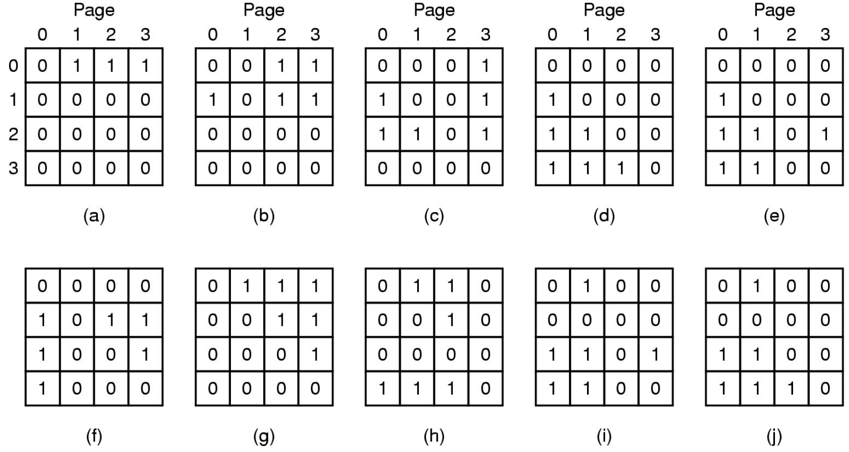 Page Page Page Page Page
0 1 2 3 0 1 2 3 0 1 2 3 0 1 2 3 0 1 2 3
0 0 1 1 1 0 0 1 1 0 0 0 1 0 0 0 0 0 0 0 0
1 0 0 0 0 1 0 1 1 1 0 0 1 1 0 0 0 1 0 0 0
2 0 0 0 0 0 0 0 0 1 1 0 1 1 1 0 0 1 1 0 1
3 0 0 0 0 0 0 0 0 0 0 0 0 1 1 1 0 1 1 0 0
(a) (b) (c) (d) (e)
0 0 0 0 0 1 1 1 0 1 1 0 0 1 0 0 0 1 0 0
1 0 1 1 0 0 1 1 0 0 1 0 0 0 0 0 0 0 0 0
1 0 0 1 0 0 0 1 0 0 0 0 1 1 0 1 1 1 0 0
1 0 0 0 0 0 0 0 1 1 1 0 1 1 0 0 1 1 1 0
(f) (g) (h) (i) (j)